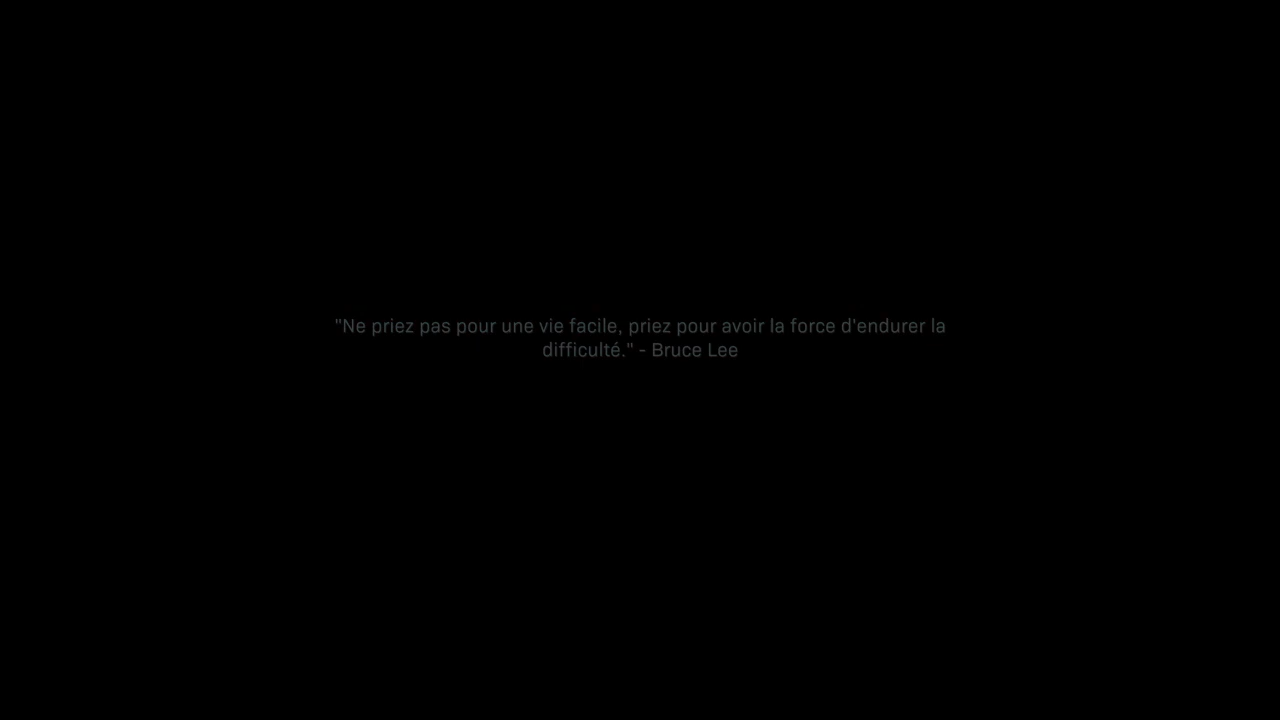 "Ne priez pas pour une vie facile, priez pour avoir la force d'endurer la
difficulté." - Bruce Lee